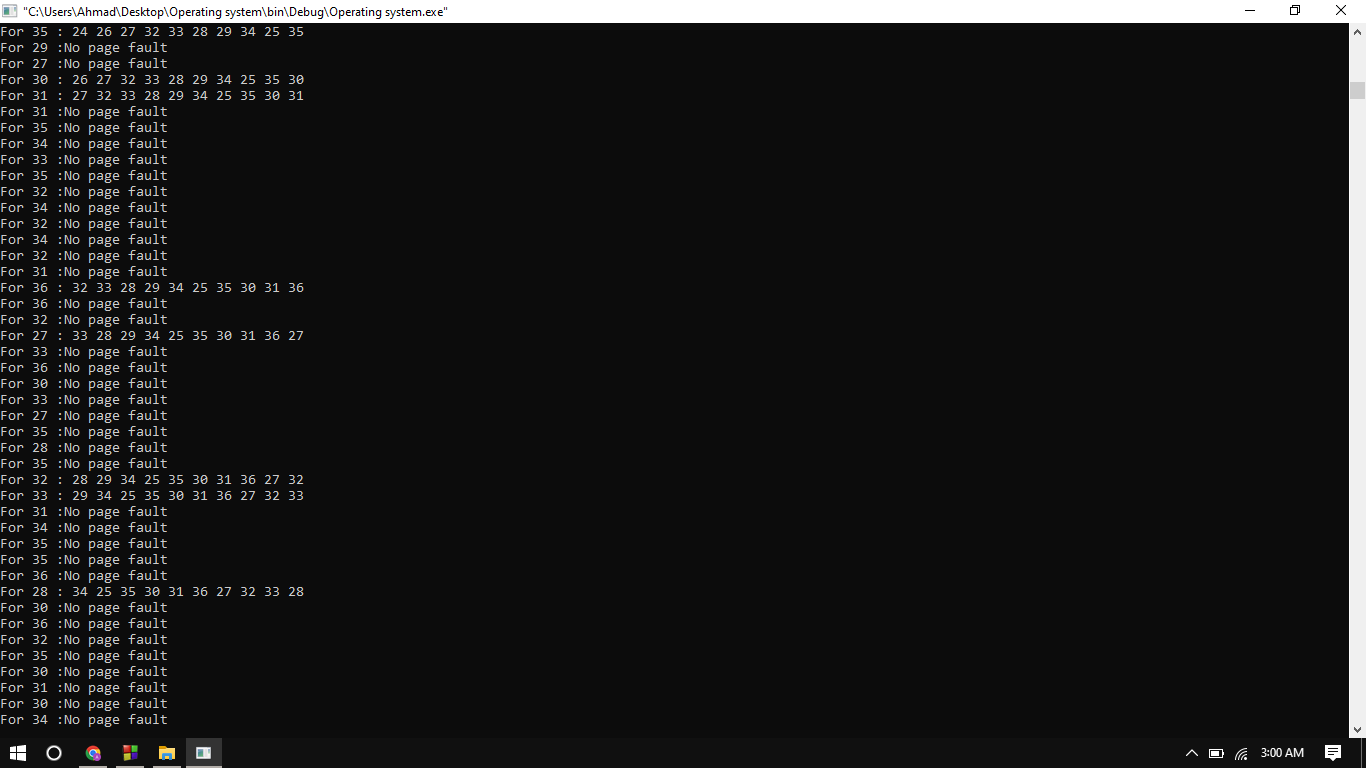 "C:\Users\Ahmad\Desktop\Operating system\bin\Debug\Operating system.exe"
For 35 : 24 26 27 32 33 28 29 34 25 35
For 29 :No page fault
For 27 :No page fault
For 30 : 26 27 32 33 28 29 34 25 35 30
For 31 : 27 32 33 28 29 34 25 35 30 31
For 31 :No page fault
For 35 :No page fault
For 34 :No page fault
For 33 :No page fault
For 35 :No page fault
For 32 :No page fault
For 34 :No page fault
For 32 :No page fault
For 34 :No page fault
For 32 :No page fault
For 31 :No page fault
For 36 : 32 33 28 29 34 25 35 30 31 36
For 36 :No page fault
For 32 :No page fault
For 27 : 33 28 29 34 25 35 30 31 36 27
For 33 :No page fault
For 36 :No page fault
For 30 :No page fault
For 33 :No page fault
For 27 :No page fault
For 35 :No page fault
For 28 :No page fault
For 35 :No page fault
For 32 : 28 29 34 25 35 30 31 36 27 32
For 33 : 29 34 25 35 30 31 36 27 32 33
For 31 :No page fault
For 34 :No page fault
For 35 :No page fault
For 35 :No page fault
For 36 :No page fault
For 28 : 34 25 35 30 31 36 27 32 33 28
For 30 :No page fault
For 36 :No page fault
For 32 :No page fault
For 35 :No page fault
For 30 :No page fault
For 31 :No page fault
For 30 :No page fault
For 34 :No page fault
3:00 AM